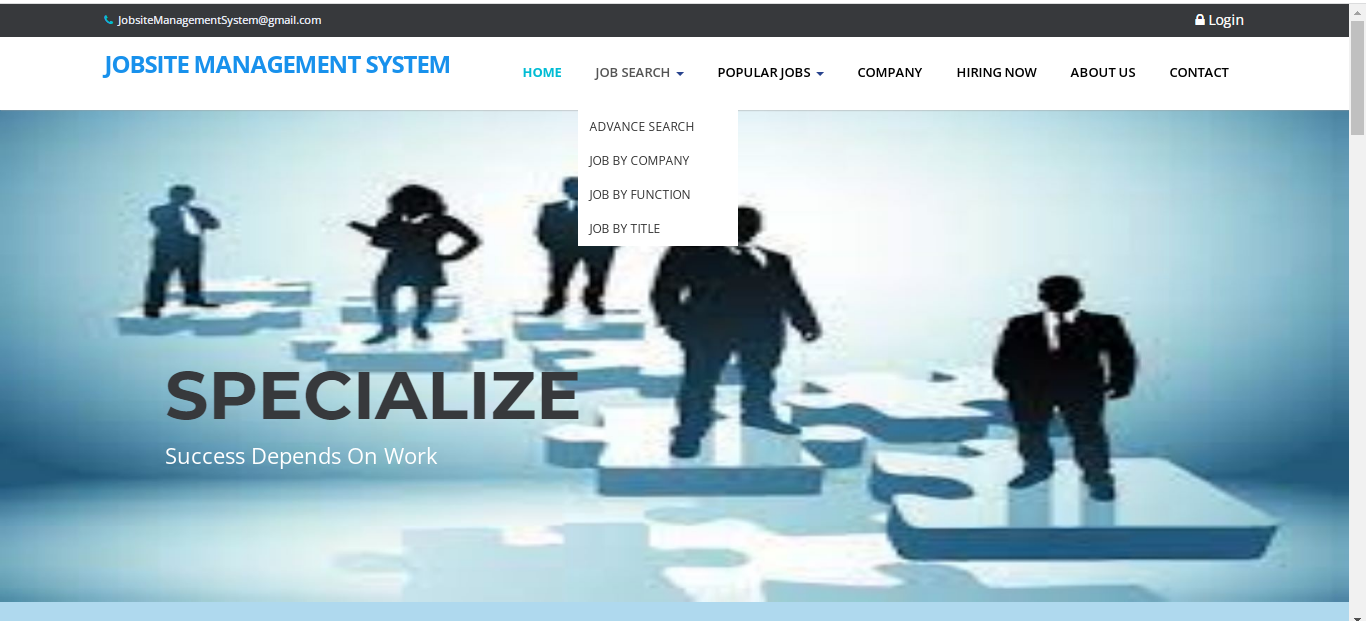 JobsiteManagementSystem@gmail.com Login
JOBSITE MANAGEMENT SYSTEM HOME JOB SEARCH POPULAR JOBS COMPANY HIRING NOW ABOUT US CONTACT
ADVANCE SEARCH
JOB BY COMPANY
JOB BY FUNCTION
JOB BY TITLE
SPECIALIZE
Success Depends On Work